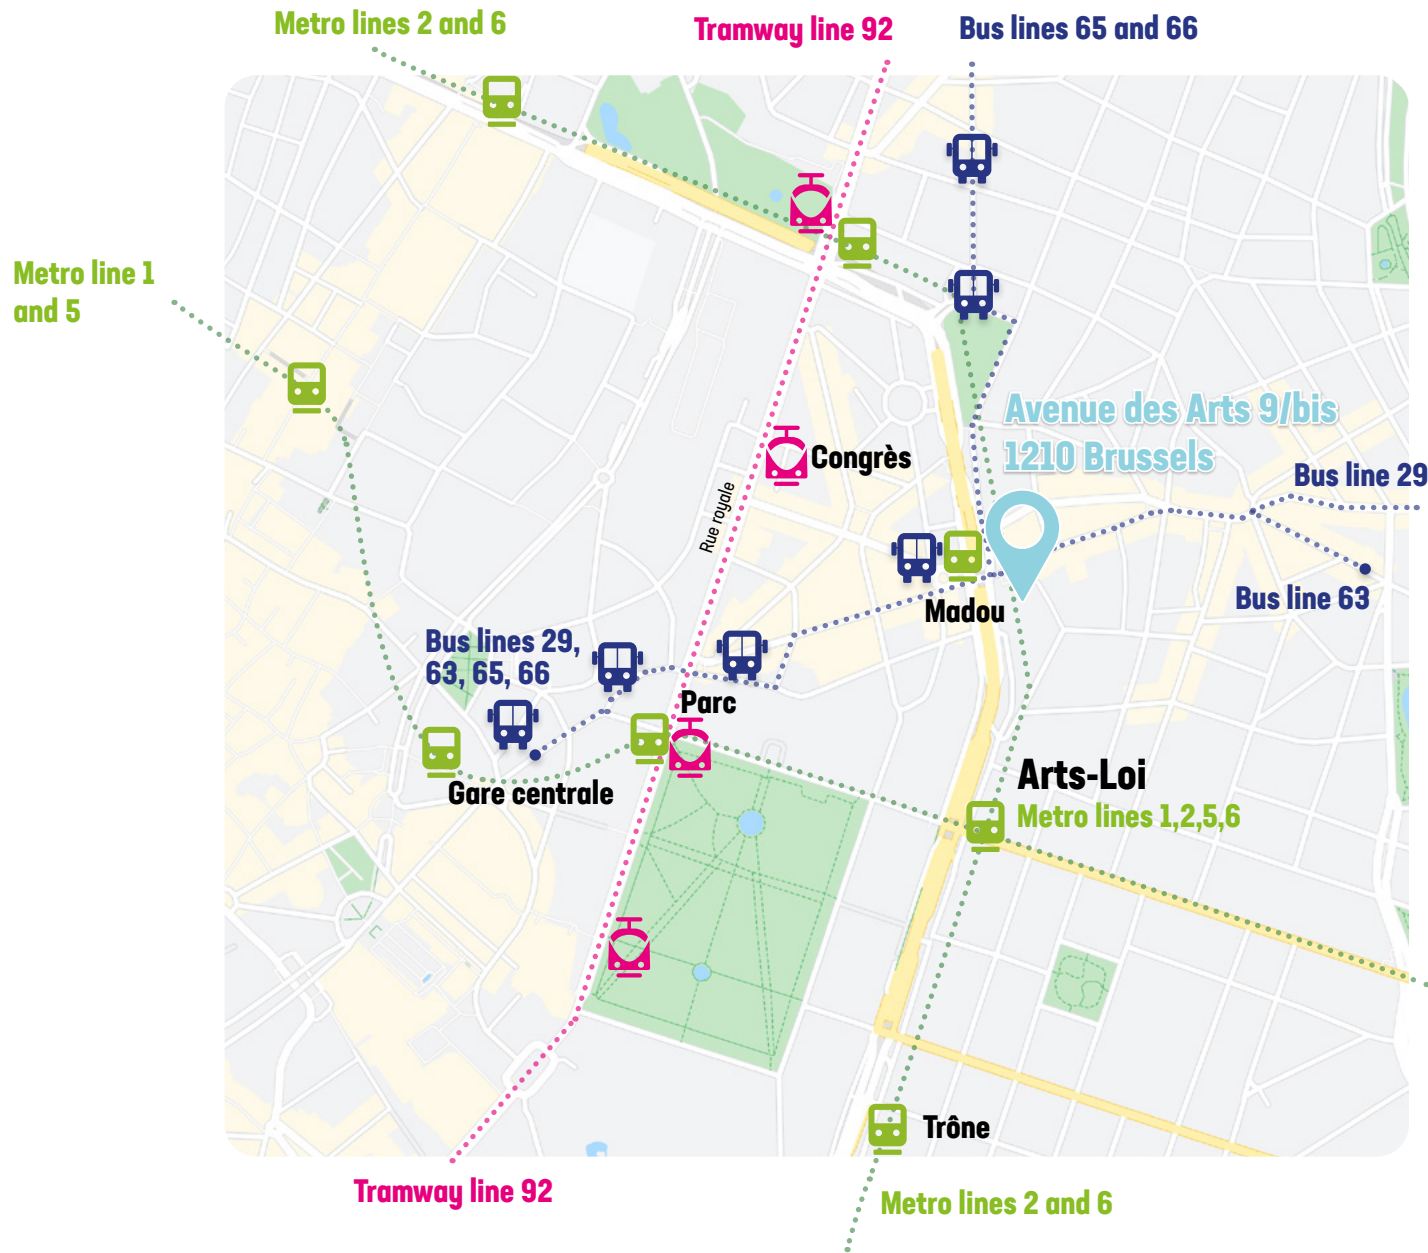 Metro lines 2 and 6
Tramway line 92
Bus lines 65 and 66
Metro line 1
and 5
Avenue des Arts 9/bis
1210 Brussels
Congrès
Bus line 29
Rue royale
Bus line 63
Madou
Bus lines 29,
63, 65, 66
Parc
Arts-Loi
Gare centrale
Metro lines 1,2,5,6
Trône
Tramway line 92
Metro lines 2 and 6